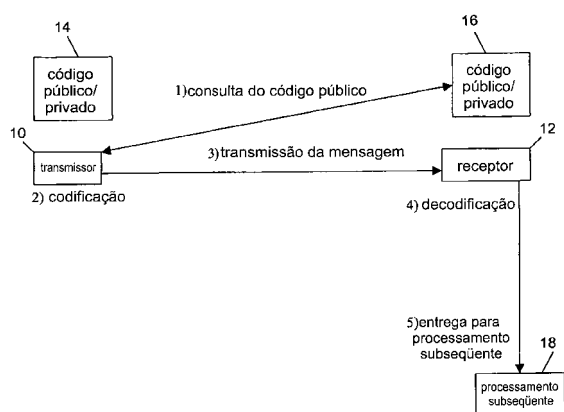 14
código
público/
privado
16
código
público/
privado
1)consulta do código público
10
transmissor
2) codificação
3)transmissão da mensagem
12
receptor
4) decodificação
5)entrega para
processamento
subseqüente
18
processamento
subseqüente